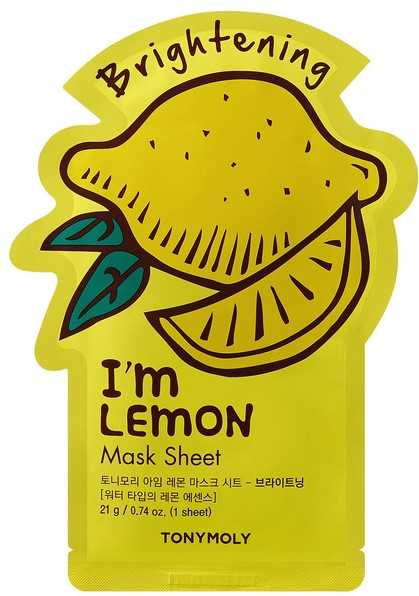 Brightening
I'm
LEMON
Mask Sheet
토니모리 아임 레몬 마스크 시트 - 브라이트닝
[워터 타입의 레몬 에센스]
21 g / 0.74 oz. (1 sheet)
TONYMOLY